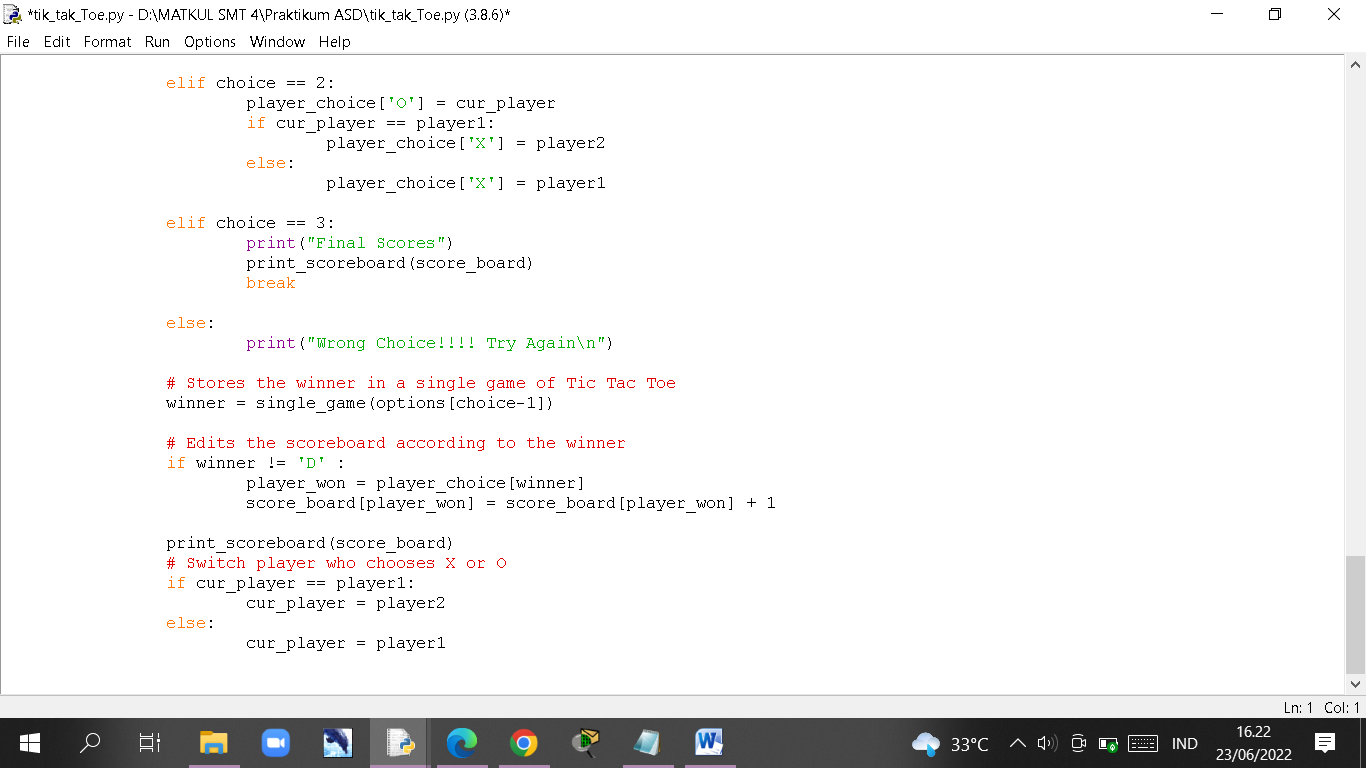 *tik_tak_Toe.py - D:\MATKUL SMT 4\Praktikum ASD\tik_tak_Toe.py (3.8.6)*
File Edit Format Run Options Window Help
elif choice == 2:
player_choice['O'] = cur_player
if cur_player == player1:
player_choice['X'] = player2
else:
player_choice['X'] = player1
elif choice == 3:
print("Final Scores")
print_scoreboard(score_board)
break
else:
print("Wrong Choice!!!! Try Again\n")
# Stores the winner in a single game of Tic Tac Toe
winner = single_game(options[choice-1])
# Edits the scoreboard according to the winner
if winner != 'D' :
player_won = player_choice[winner]
score_board[player_won] = score_board[player_won] + 1
print_scoreboard(score_board)
# Switch player who chooses X or O
if cur_player == player1:
cur_player = player2
else:
cur_player = player1
Ln: 1 Col: 1
33°C
IND
16.22
23/06/2022